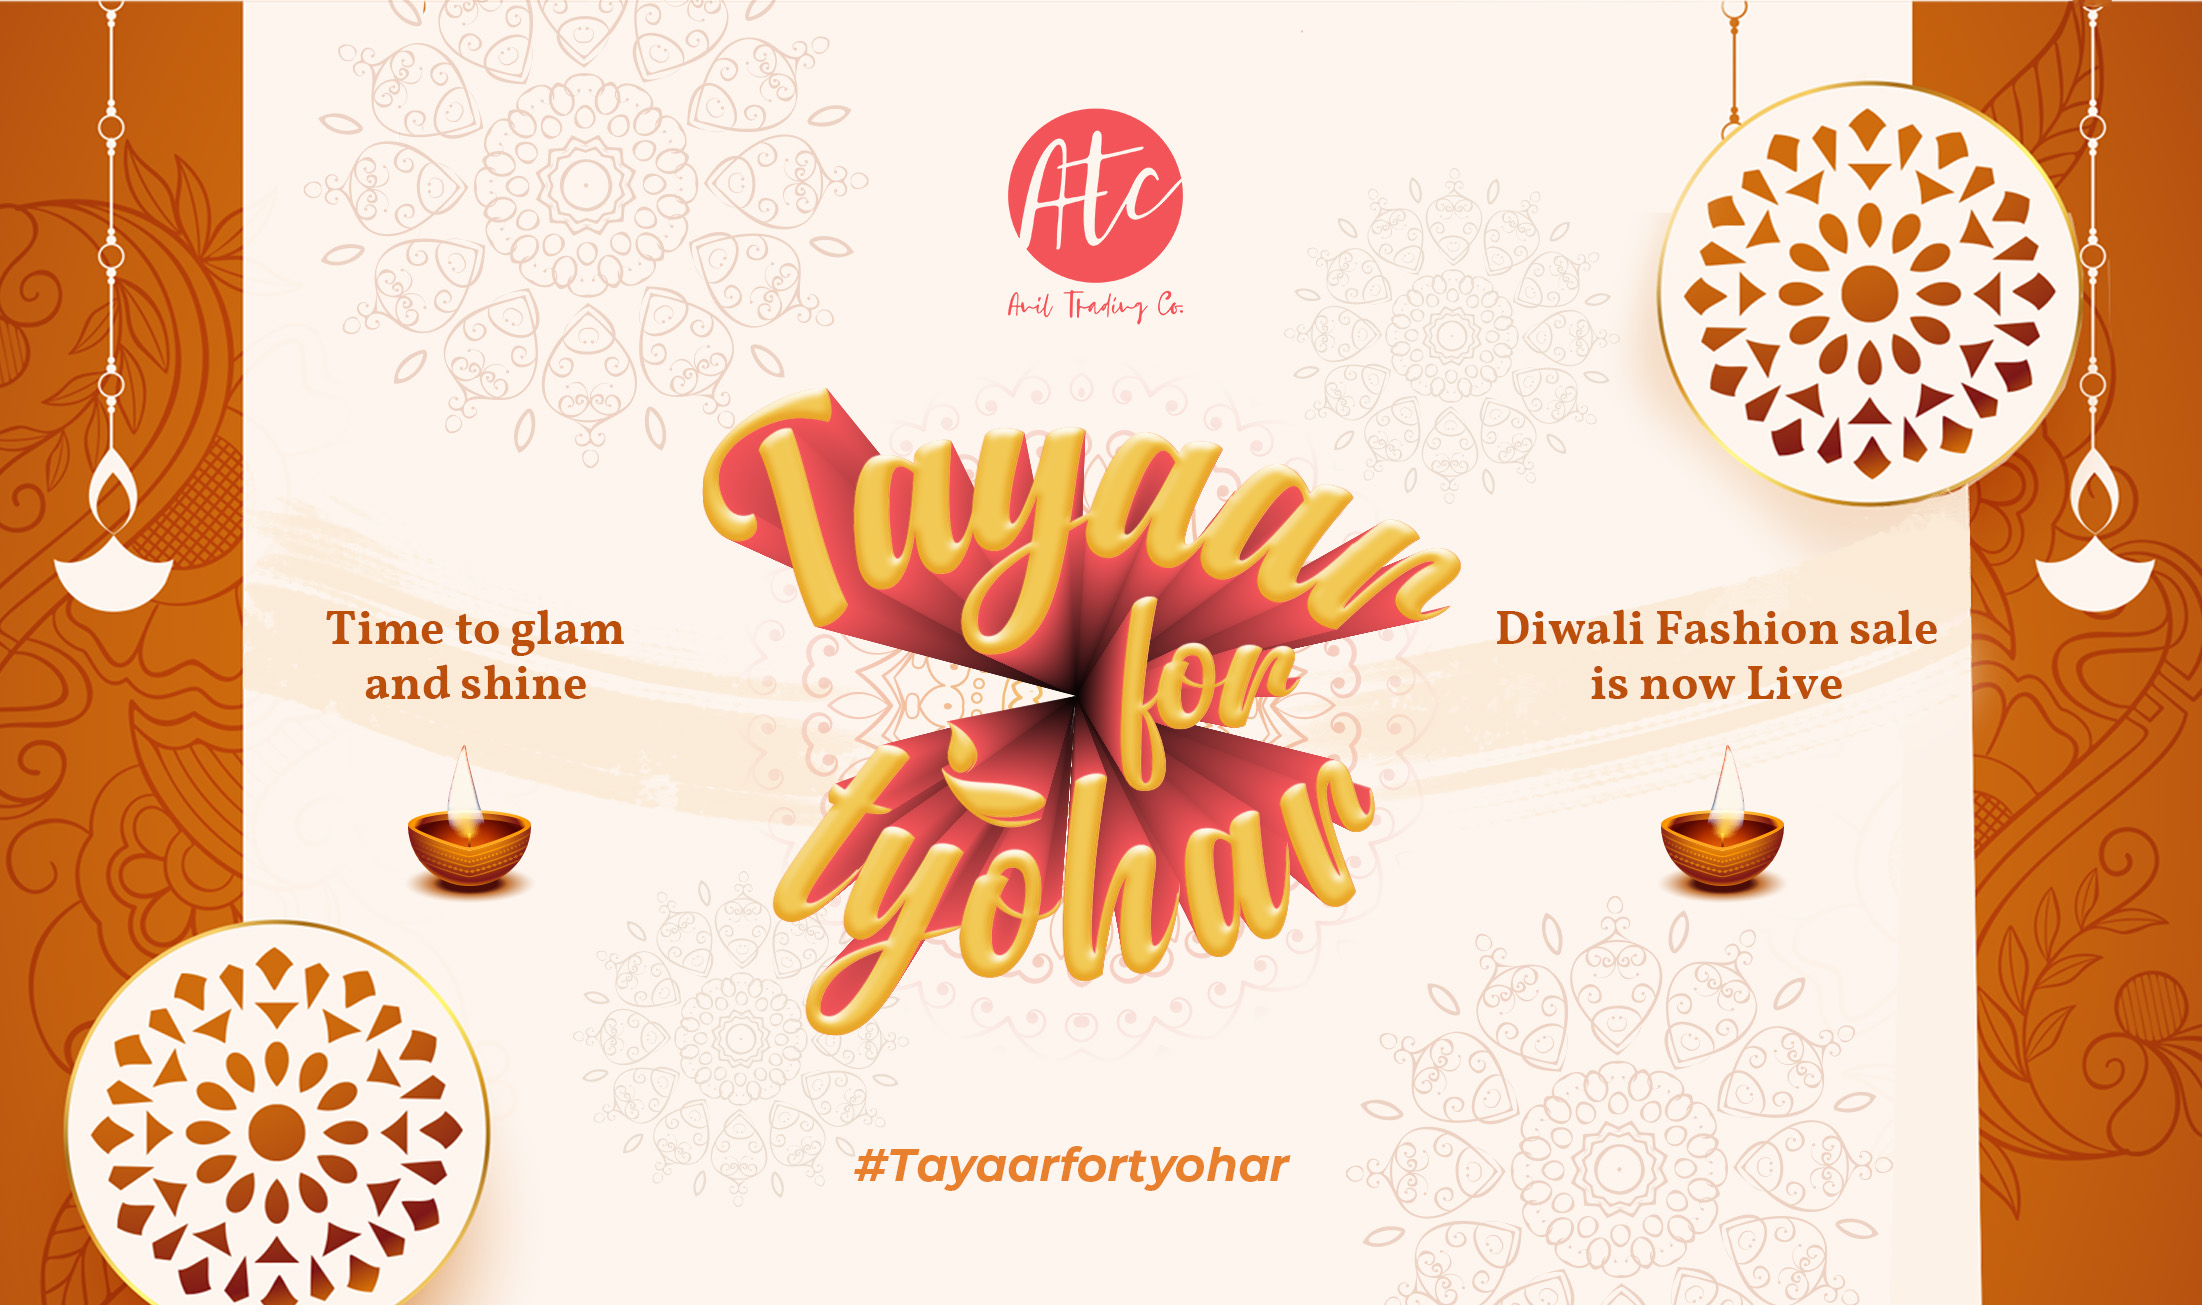 Atc
Anil Trading Co.
Tayaar
for
tyohar
Time to glam
and shine
Diwali Fashion sale
is now Live
#Tayaarfortyohar